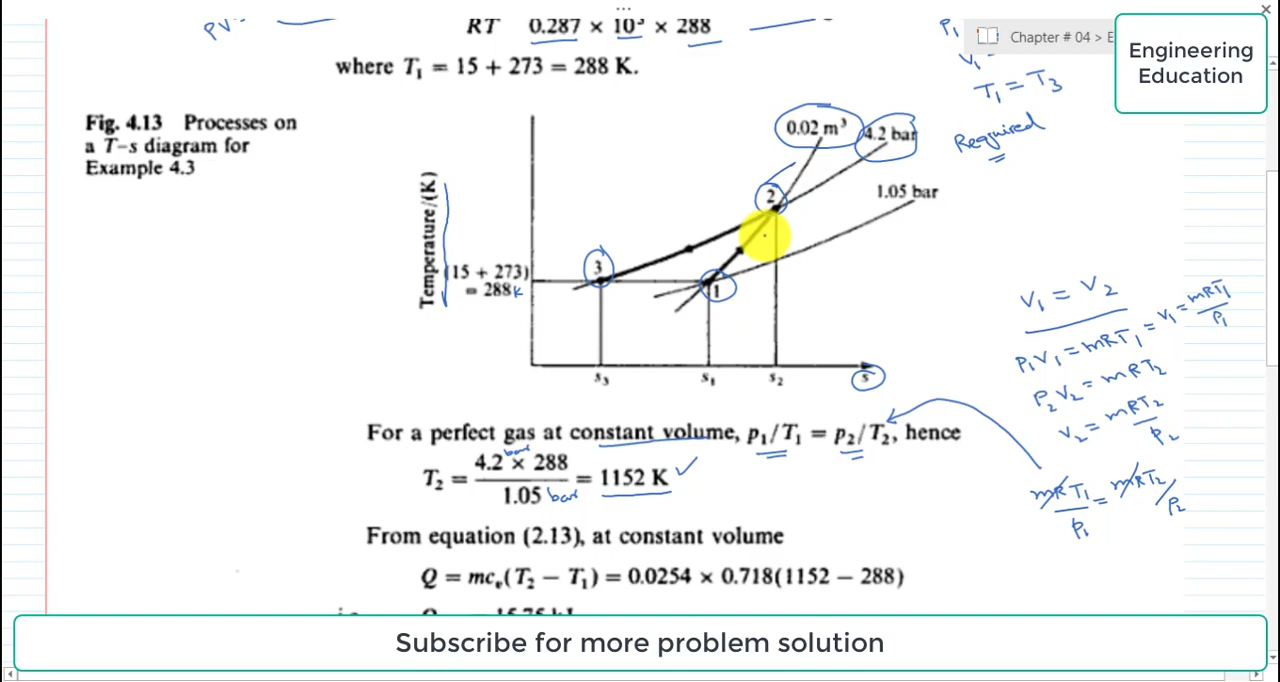 PV
RT 0.287 × 10³ × 288
P₁
Chapter # 04 > E
Engineering
Education
where T₁ = 15 + 273 = 288 K.
V₁ =
T₁ = T₃
Required
Fig. 4.13 Processes on
a T–s diagram for
Example 4.3
0.02 m³
4.2 bar
1.05 bar
2
3
1
Temperature/(K)
(15 + 273)
= 288 K
s₃ s₁ s₂ s
V₁ = V₂
P₁V₁ = mRT₁ = V₁ = mRT₁/P₁
P₂V₂ = mRT₂
V₂ = mRT₂/P₂
mRT₁/P₁ = mRT₂/P₂
For a perfect gas at constant volume, p₁/T₁ = p₂/T₂, hence
T₂ = 4.2 bar × 288 / 1.05 bar = 1152 K ✓
From equation (2.13), at constant volume
Q = mcᵥ(T₂ − T₁) = 0.0254 × 0.718(1152 − 288)
Subscribe for more problem solution